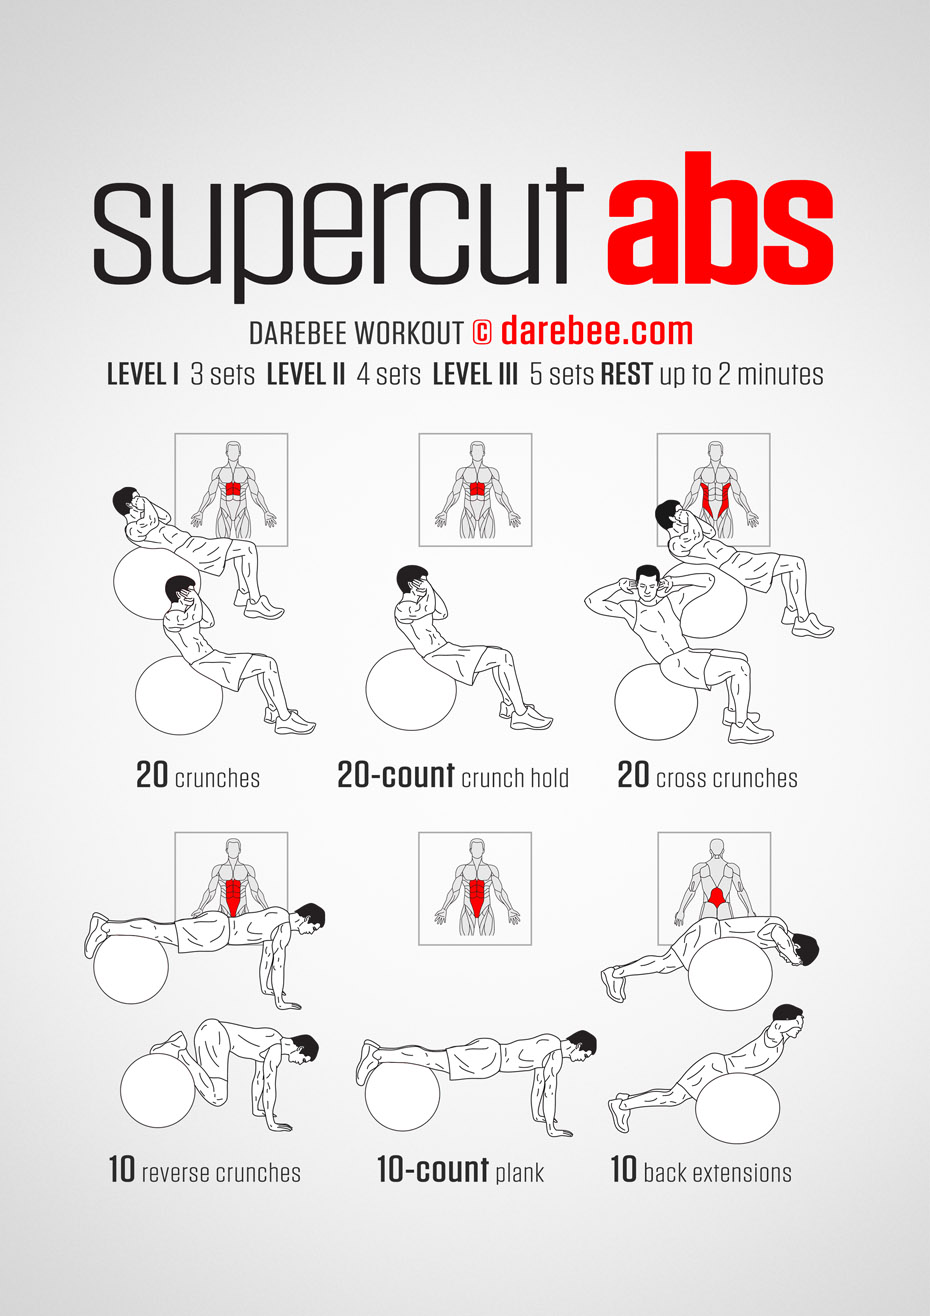 supercut abs
DAREBEE WORKOUT © darebee.com
LEVEL I 3 sets LEVEL II 4 sets LEVEL III 5 sets REST up to 2 minutes
20 crunches
20-count crunch hold
20 cross crunches
10 reverse crunches
10-count plank
10 back extensions